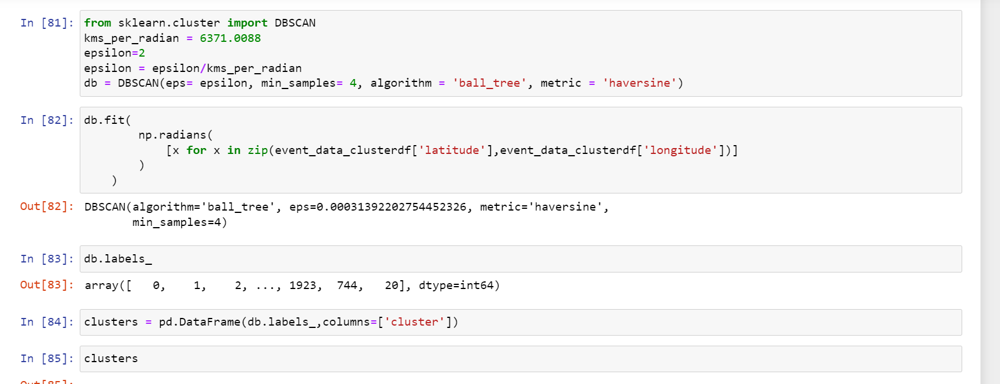 In [81]: from sklearn.cluster import DBSCAN
kms_per_radian = 6371.0088
epsilon=2
epsilon = epsilon/kms_per_radian
db = DBSCAN(eps= epsilon, min_samples= 4, algorithm = 'ball_tree', metric = 'haversine')
In [82]: db.fit(
np.radians(
[x for x in zip(event_data_clusterdf['latitude'],event_data_clusterdf['longitude'])]
)
)
Out[82]: DBSCAN(algorithm='ball_tree', eps=0.00031392202754452326, metric='haversine',
min_samples=4)
In [83]: db.labels_
Out[83]: array([ 0, 1, 2, ..., 1923, 744, 20], dtype=int64)
In [84]: clusters = pd.DataFrame(db.labels_,columns=['cluster'])
In [85]: clusters
Out[85]: